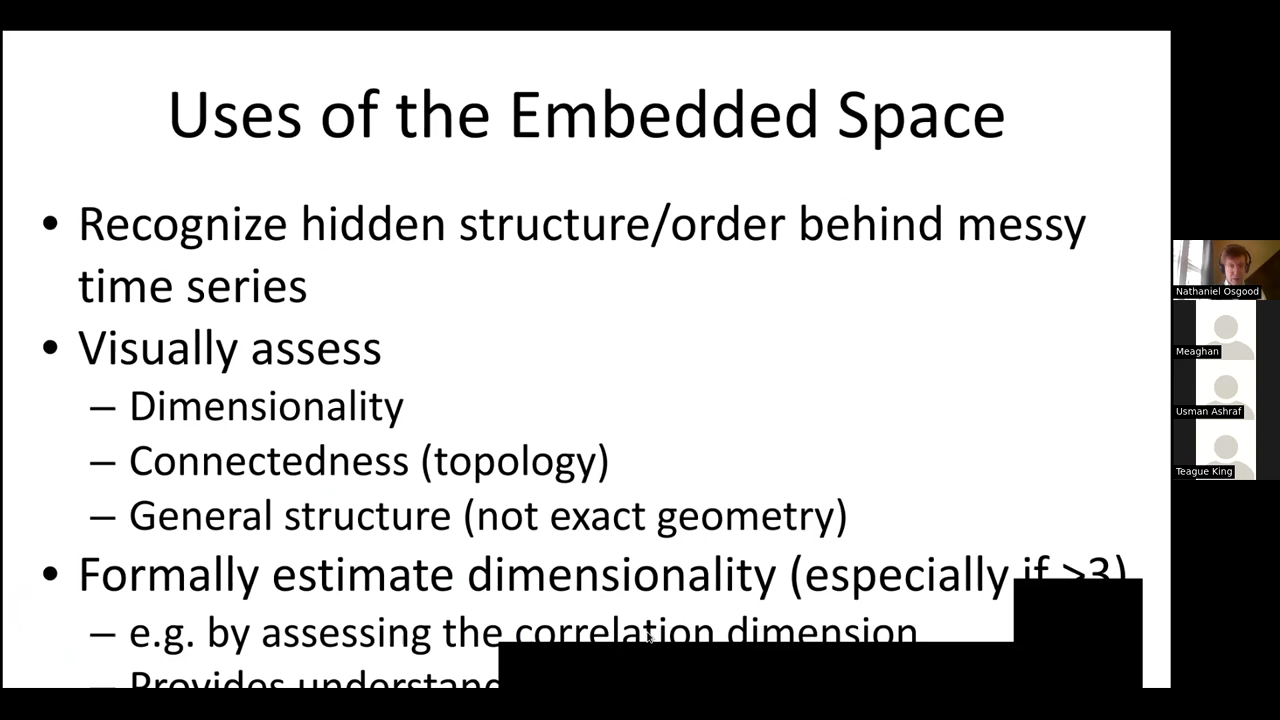 Uses of the Embedded Space
• Recognize hidden structure/order behind messy
time series
• Visually assess
– Dimensionality
– Connectedness (topology)
– General structure (not exact geometry)
• Formally estimate dimensionality (especially if >3)
– e.g. by assessing the correlation dimension
– Provides
Nathaniel Osgood
Meaghan
Usman Ashraf
Teague King